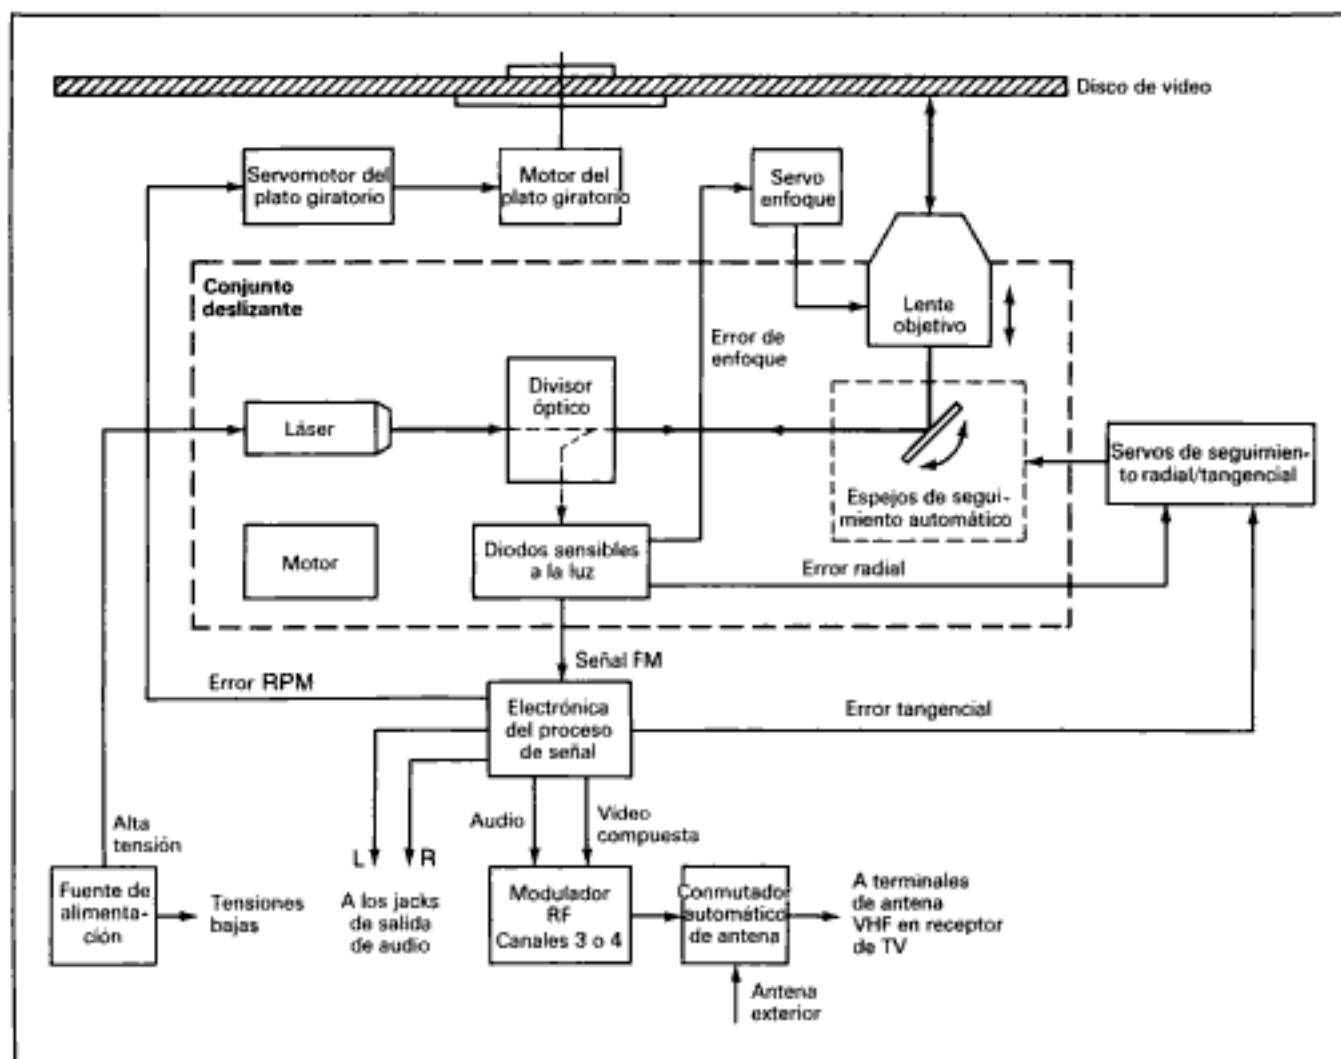 Disco de vídeo
Servomotor del
plato giratorio
Motor del
plato giratorio
Servo
enfoque
Conjunto
deslizante
Lente
objetivo
Error de
enfoque
Divisor
óptico
Láser
Servos de seguimien-
to radial/tangencial
Espejos de segui-
miento automático
Motor
Diodos sensibles
a la luz
Error radial
Señal FM
Error RPM
Electrónica
del proceso
de señal
Error tangencial
Alta
tensión
Audio
Vídeo
compuesta
L
R
Fuente de
alimenta-
ción
Tensiones
bajas
A los jacks
de salida
de audio
Modulador
RF
Canales 3 o 4
Conmutador
automático
de antena
A terminales
de antena
VHF en receptor
de TV
Antena
exterior